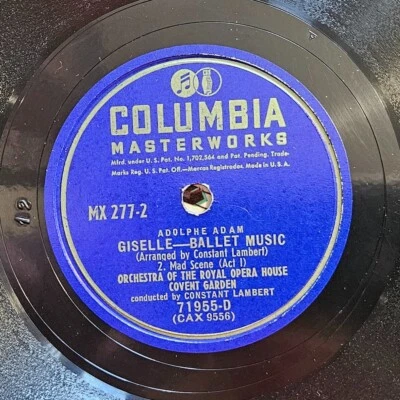 COLUMBIA
MASTERWORKS
Mfrd. under U. S. Pat. No. 1,702,564 and Pat. Pending. Trade-
Marks Reg. U. S. Pat. Off.—Marcas Registradas. Made in U. S. A.
MX 277-2
ADOLPHE ADAM
GISELLE—BALLET MUSIC
(Arranged by Constant Lambert)
2. Mad Scene (Act 1)
ORCHESTRA OF THE ROYAL OPERA HOUSE
COVENT GARDEN
conducted by CONSTANT LAMBERT
71955-D
(CAX 9556)